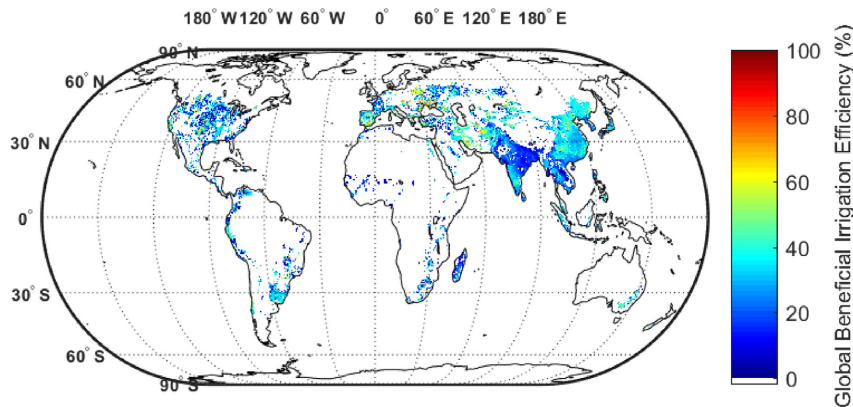 180° W 120° W 60° W 0° 60° E 120° E 180° E
90° N
60° N
30° N
0°
30° S
60° S
90° S
100
80
60
40
20
0
Global Beneficial Irrigation Efficiency (%)